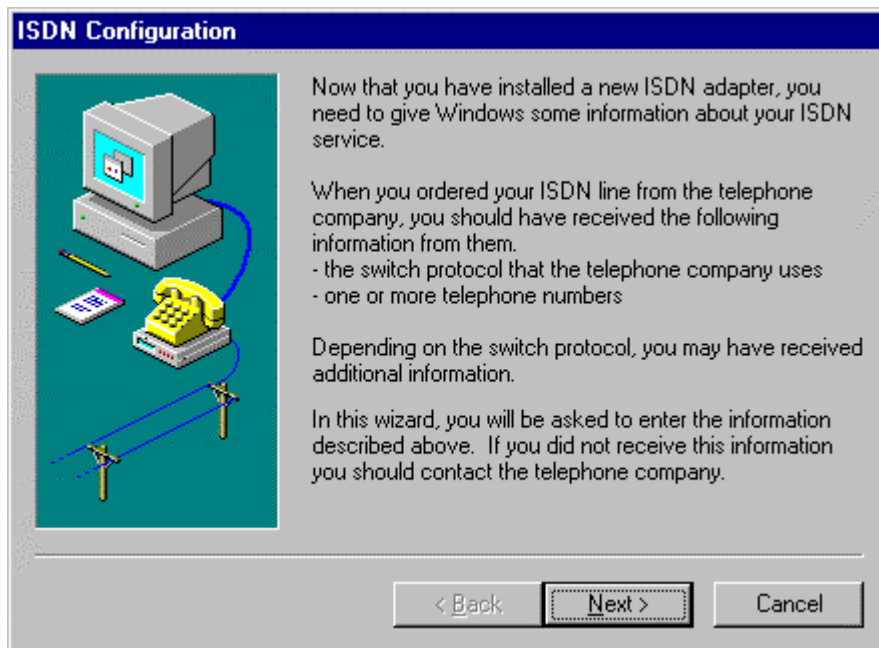 ISDN Configuration
Now that you have installed a new ISDN adapter, you
need to give Windows some information about your ISDN
service.
When you ordered your ISDN line from the telephone
company, you should have received the following
information from them.
- the switch protocol that the telephone company uses
- one or more telephone numbers
Depending on the switch protocol, you may have received
additional information.
In this wizard, you will be asked to enter the information
described above.  If you did not receive this information
you should contact the telephone company.
< Back
Next >
Cancel